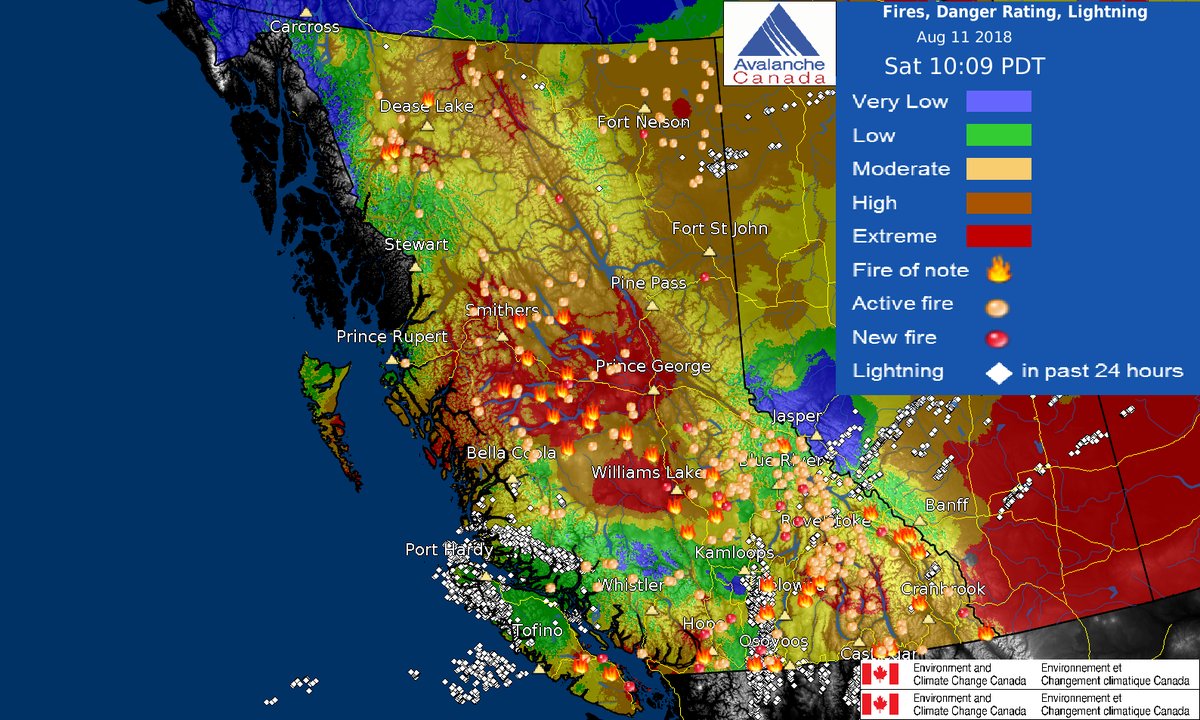 Fires, Danger Rating, Lightning
Aug 11 2018
Sat 10:09 PDT
Very Low
Low
Moderate
High
Extreme
Fire of note
Active fire
New fire
Lightning in past 24 hours
Avalanche
Canada
Carcross
Dease Lake
Fort Nelson
Fort St John
Stewart
Pine Pass
Smithers
Prince Rupert
Prince George
Jasper
Bella Coola
Blue River
Williams Lake
Banff
Revelstoke
Port Hardy
Kamloops
Whistler
Cranbrook
Hope
Tofino
Osoyoos
Castlegar
Environment and
Climate Change Canada
Environnement et
Changement climatique Canada
Environment and
Climate Change Canada
Environnement et
Changement climatique Canada